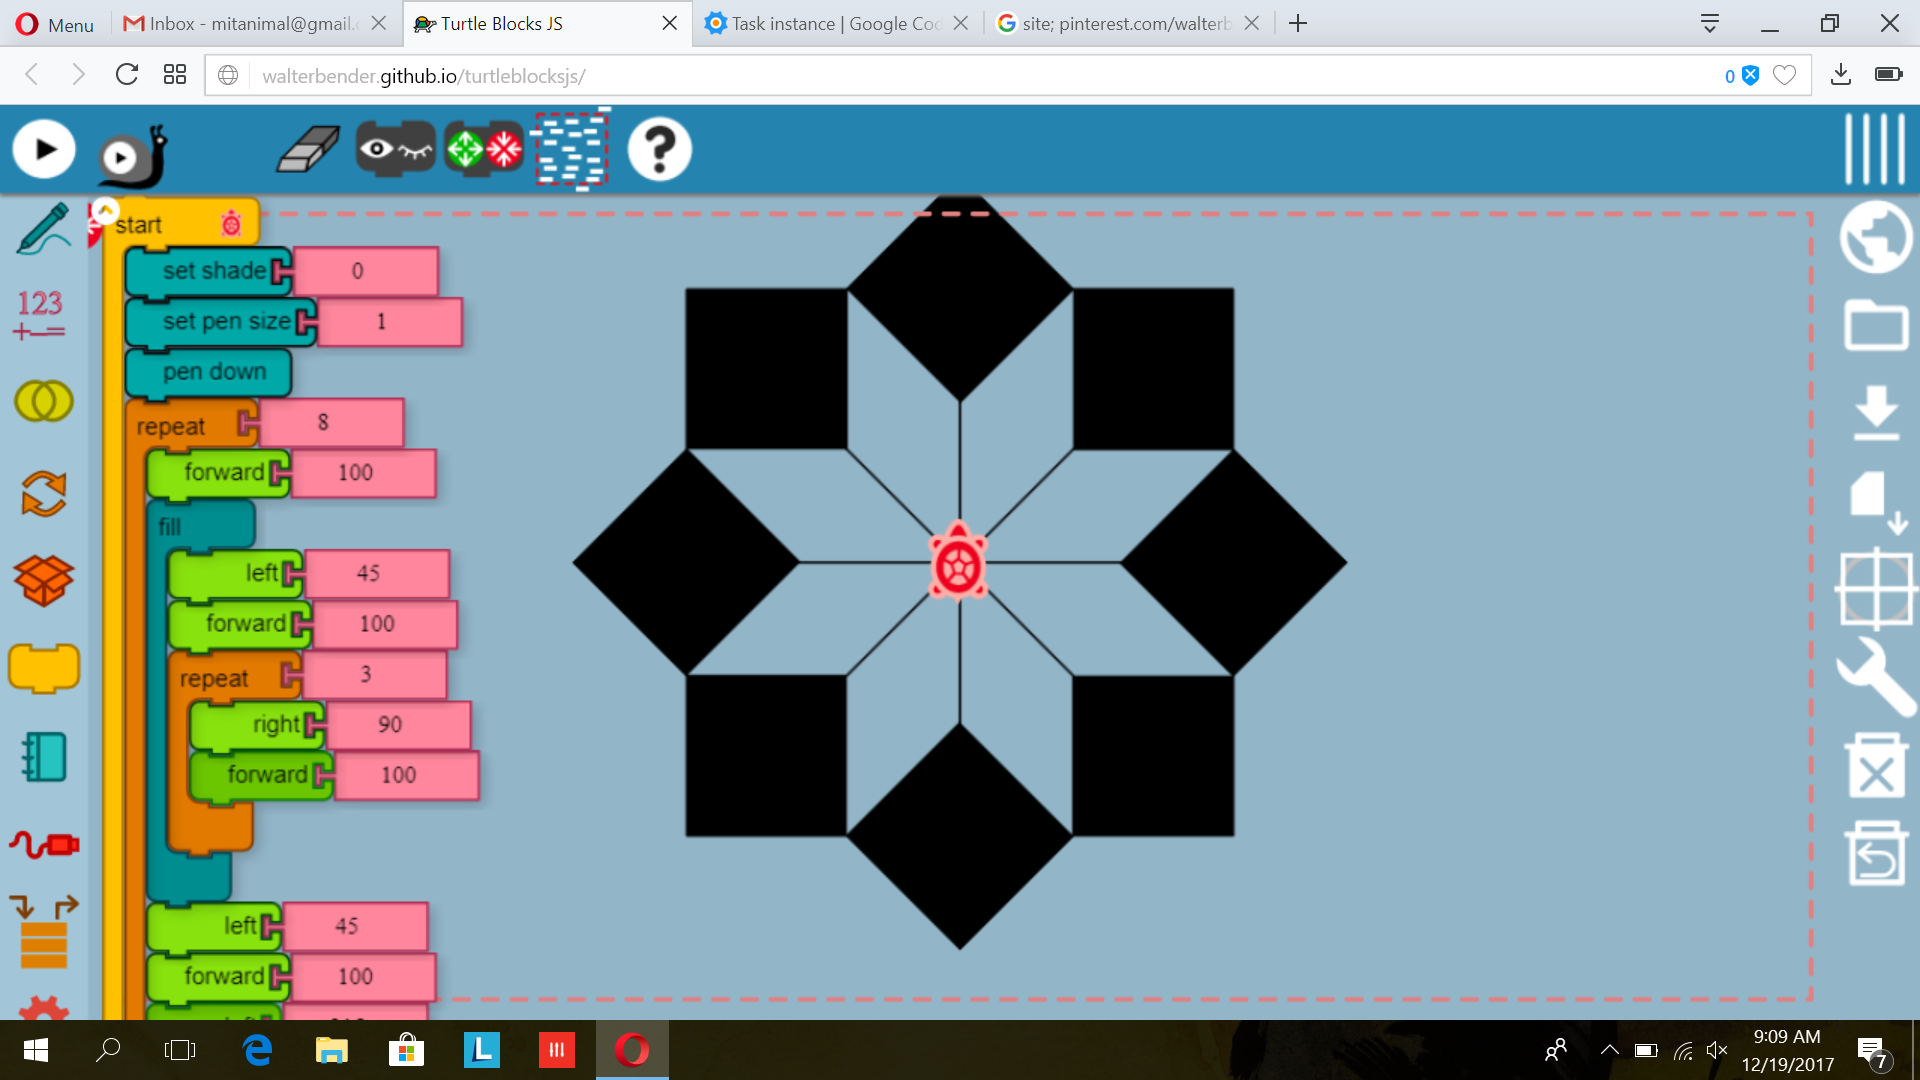 Menu
Inbox - mitanimal@gmail.c
Turtle Blocks JS
Task instance | Google Coo
site; pinterest.com/walterb
walterbender.github.io/turtleblocksjs/
0
start
set shade 0
set pen size 1
pen down
repeat 8
forward 100
fill
left 45
forward 100
repeat 3
right 90
forward 100
left 45
forward 100
123
+-=
?
L
9:09 AM
12/19/2017
7